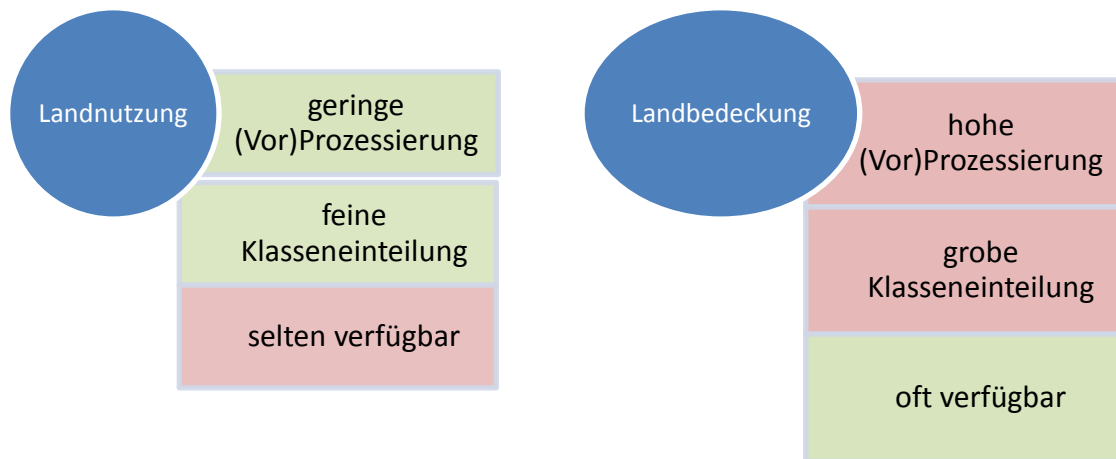 Landnutzung
geringe
(Vor)Prozessierung
feine
Klasseneinteilung
selten verfügbar
Landbedeckung
hohe
(Vor)Prozessierung
grobe
Klasseneinteilung
oft verfügbar